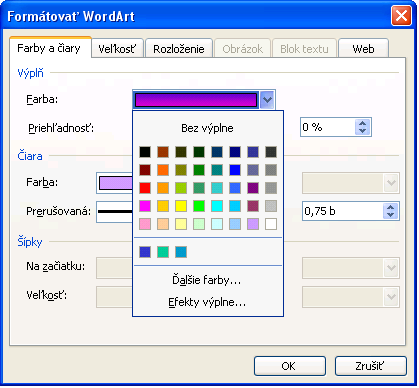 Formátovať WordArt
Farby a čiary
Veľkosť
Rozloženie
Obrázok
Blok textu
Web
Výplň
Farba:
Priehľadnosť:
0 %
Bez výplne
Čiara
Farba:
Prerušovaná:
0,75 b
Šípky
Na začiatku:
Veľkosť:
Ďalšie farby...
Efekty výplne...
OK
Zrušiť